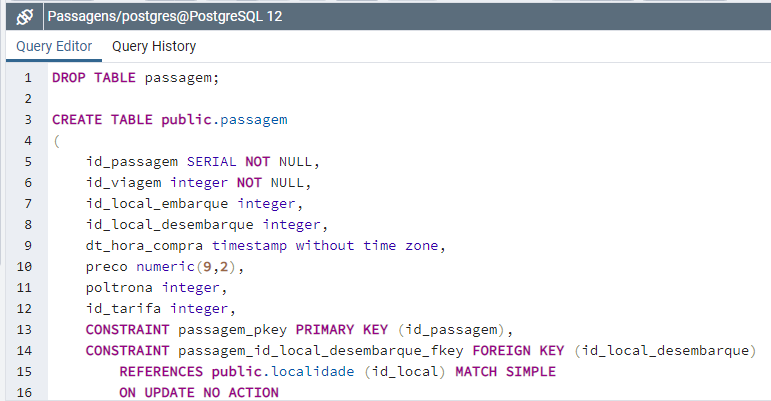 Passagens/postgres@PostgreSQL 12
Query Editor Query History
1 DROP TABLE passagem;
2
3 CREATE TABLE public.passagem
4 (
5 id_passagem SERIAL NOT NULL,
6 id_viagem integer NOT NULL,
7 id_local_embarque integer,
8 id_local_desembarque integer,
9 dt_hora_compra timestamp without time zone,
10 preco numeric(9,2),
11 poltrona integer,
12 id_tarifa integer,
13 CONSTRAINT passagem_pkey PRIMARY KEY (id_passagem),
14 CONSTRAINT passagem_id_local_desembarque_fkey FOREIGN KEY (id_local_desembarque)
15 REFERENCES public.localidade (id_local) MATCH SIMPLE
16 ON UPDATE NO ACTION